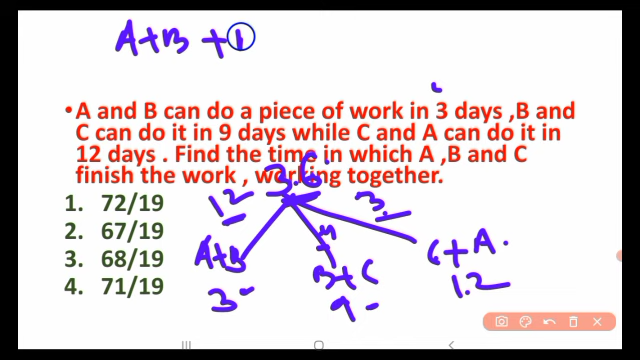 A+B +
•A and B can do a piece of work in 3 days ,B and
C can do it in 9 days while C and A can do it in
12 days . Find the time in which A ,B and C
finish the work , working together.
1. 72/19
2. 67/19
3. 68/19
4. 71/19
36
12 4 3
A+B B+C C+A
3 9 12